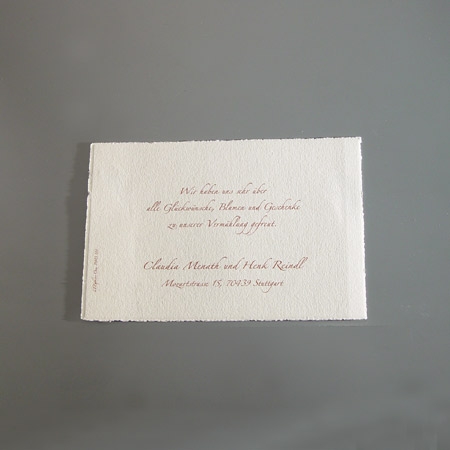 Wir haben uns sehr über
alle Glückwünsche, Blumen und Geschenke
zu unserer Vermählung gefreut.
Claudia Minath und Henk Reindl
Mozartstrasse 15, 70439 Stuttgart